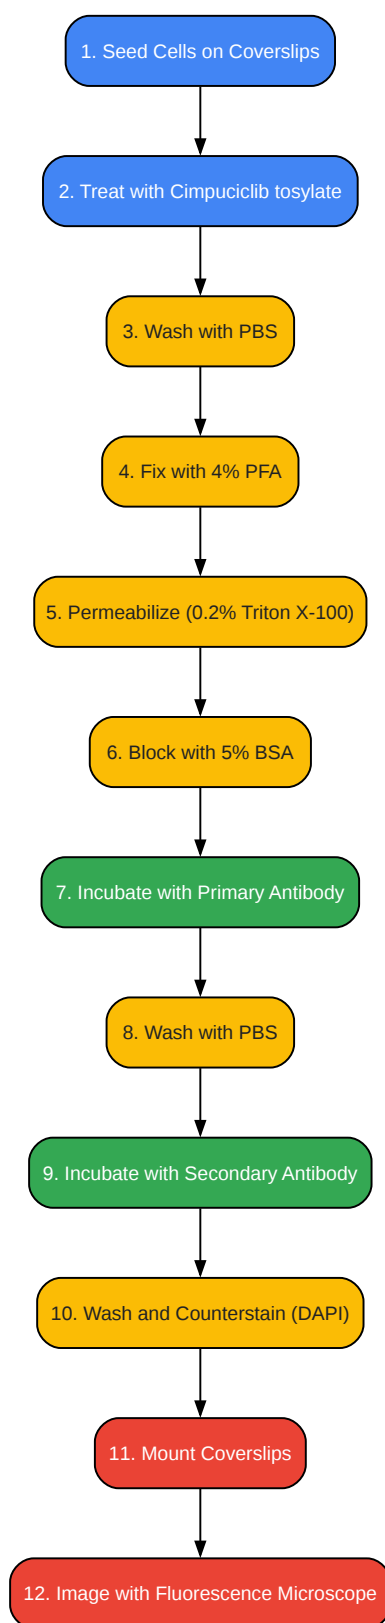 1. Seed Cells on Coverslips
2. Treat with Cimpuciclib tosylate
3. Wash with PBS
4. Fix with 4% PFA
5. Permeabilize (0.2% Triton X-100)
6. Block with 5% BSA
7. Incubate with Primary Antibody
8. Wash with PBS
9. Incubate with Secondary Antibody
10. Wash and Counterstain (DAPI)
11. Mount Coverslips
12. Image with Fluorescence Microscope